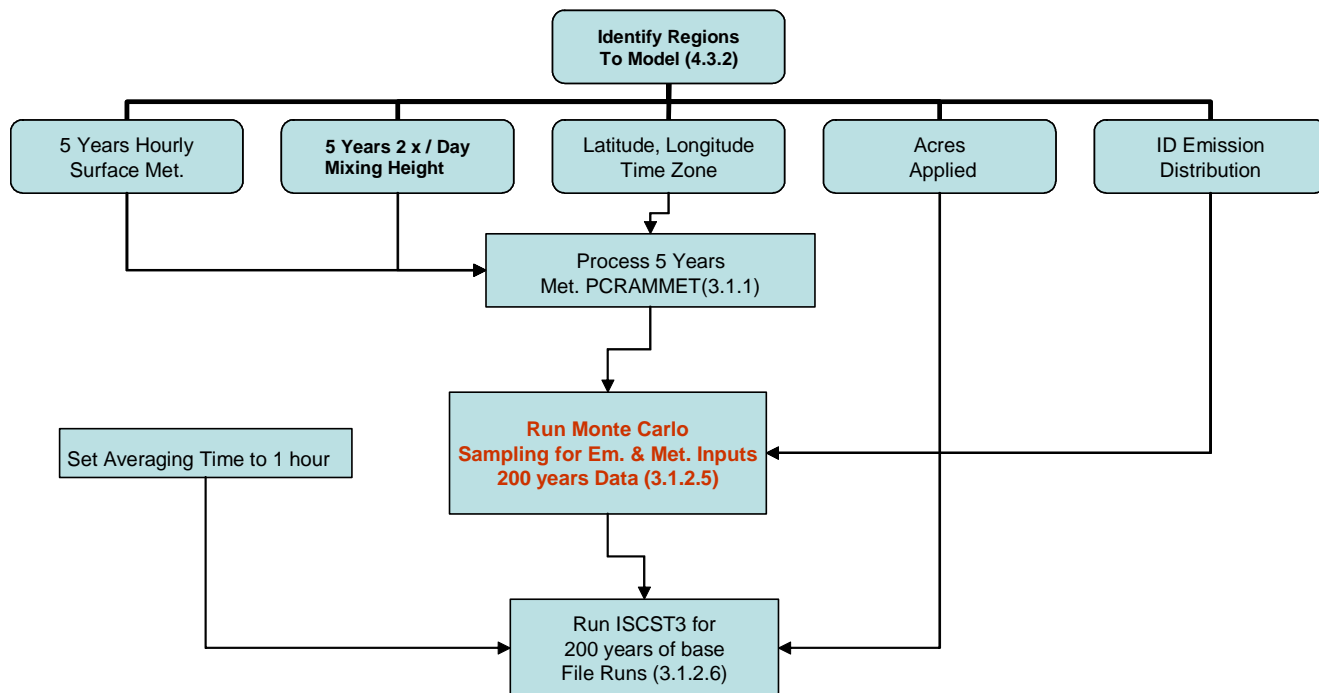 Identify Regions
To Model (4.3.2)
5 Years Hourly
Surface Met.
5 Years 2 x / Day
Mixing Height
Latitude, Longitude
Time Zone
Acres
Applied
ID Emission
Distribution
Process 5 Years
Met. PCRAMMET(3.1.1)
Run Monte Carlo
Sampling for Em. & Met. Inputs
200 years Data (3.1.2.5)
Set Averaging Time to 1 hour
Run ISCST3 for
200 years of base
File Runs (3.1.2.6)